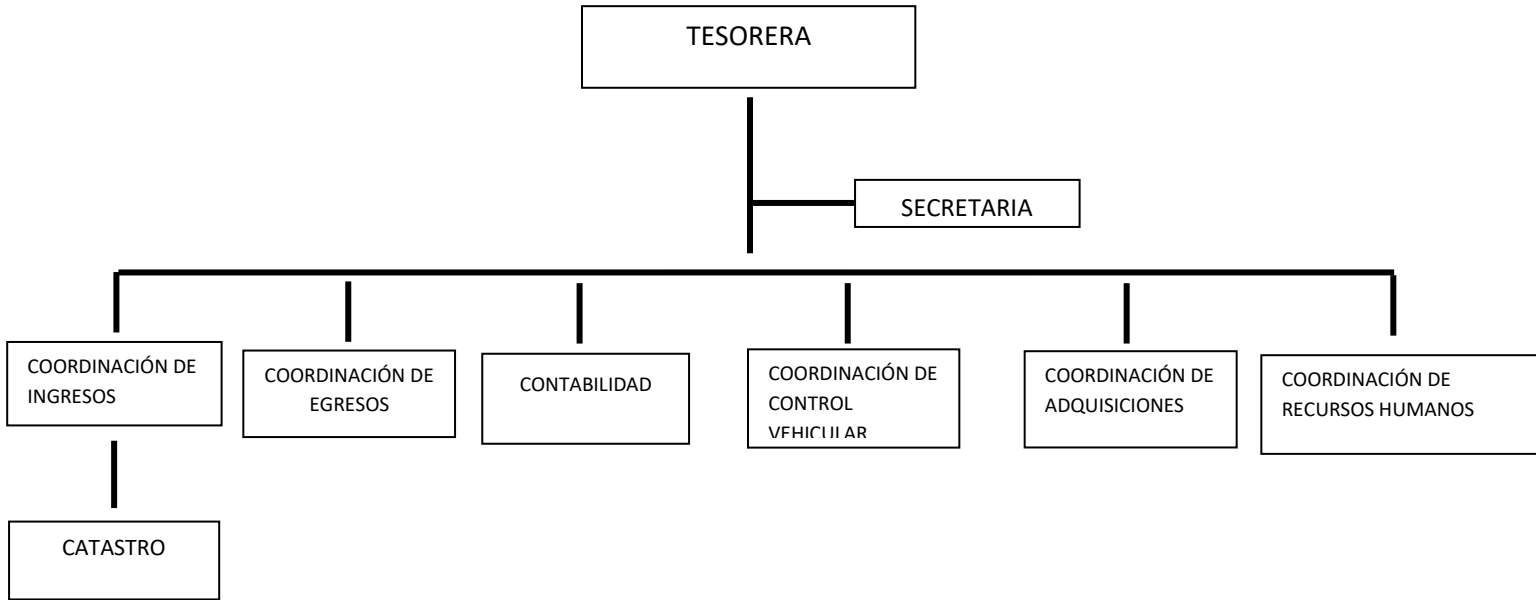 TESORERA
SECRETARIA
COORDINACIÓN DE
INGRESOS
COORDINACIÓN DE
EGRESOS
CONTABILIDAD
COORDINACIÓN DE
CONTROL
VEHICULAR
COORDINACIÓN DE
ADQUISICIONES
COORDINACIÓN DE
RECURSOS HUMANOS
CATASTRO